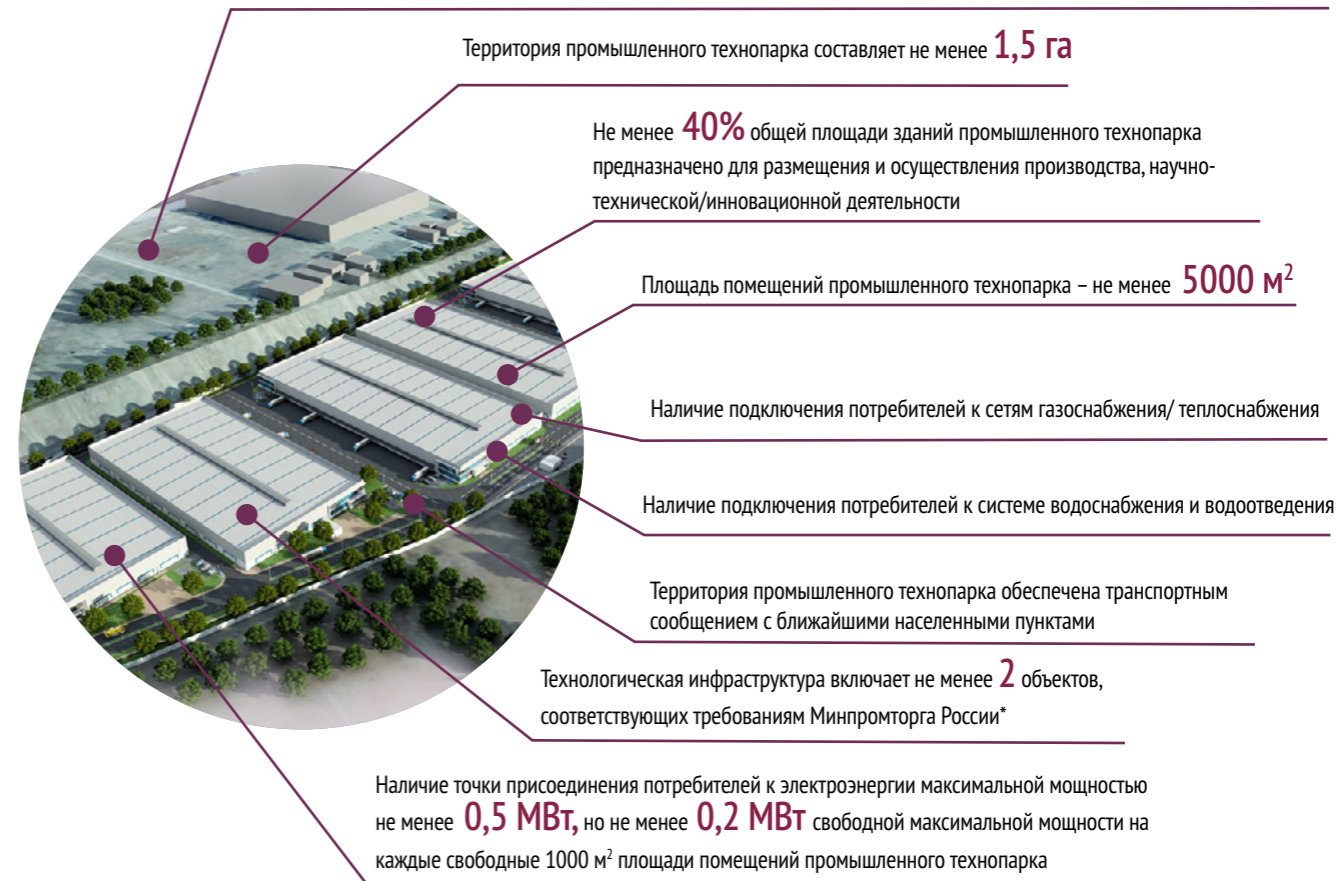 Территория промышленного технопарка составляет не менее 1,5 га
Не менее 40% общей площади зданий промышленного технопарка
предназначено для размещения и осуществления производства, научно-
технической/инновационной деятельности
Площадь помещений промышленного технопарка – не менее 5000 м²
Наличие подключения потребителей к сетям газоснабжения/ теплоснабжения
Наличие подключения потребителей к системе водоснабжения и водоотведения
Территория промышленного технопарка обеспечена транспортным
сообщением с ближайшими населенными пунктами
Технологическая инфраструктура включает не менее 2 объектов,
соответствующих требованиям Минпромторга России*
Наличие точки присоединения потребителей к электроэнергии максимальной мощностью
не менее 0,5 МВт, но не менее 0,2 МВт свободной максимальной мощности на
каждые свободные 1000 м² площади помещений промышленного технопарка